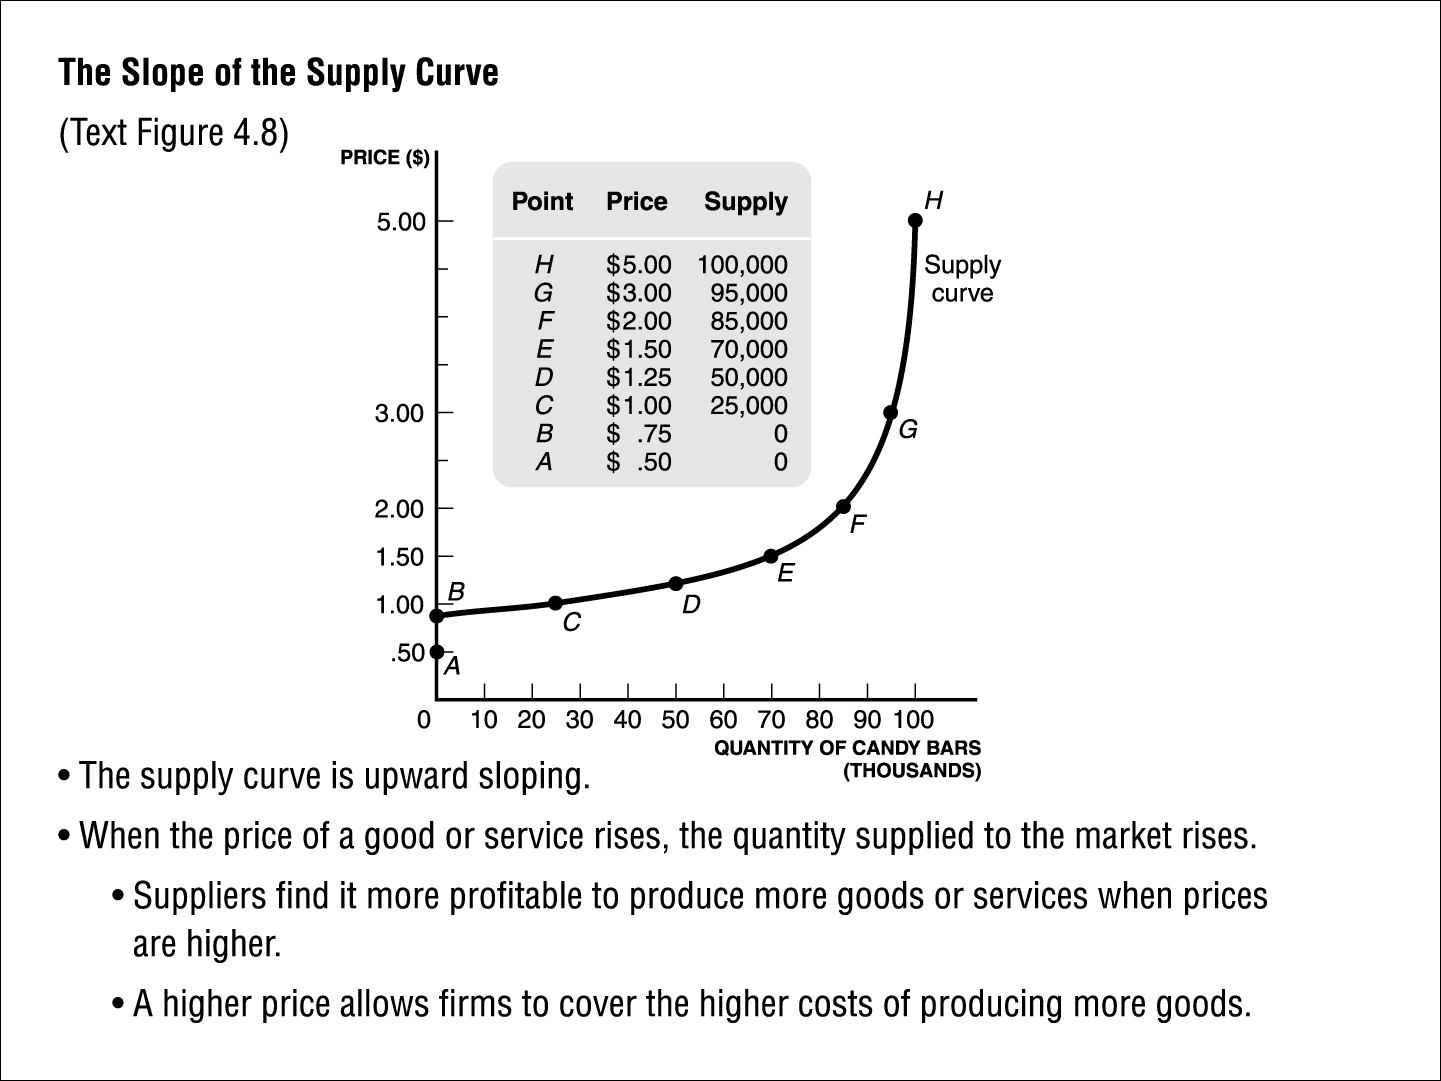 The Slope of the Supply Curve
(Text Figure 4.8)
PRICE ($)
Point Price Supply
H $5.00 100,000
G $3.00 95,000
F $2.00 85,000
E $1.50 70,000
D $1.25 50,000
C $1.00 25,000
B $ .75 0
A $ .50 0
5.00
3.00
2.00
1.50
1.00
.50
H
Supply
curve
G
F
E
D
C
B
A
0 10 20 30 40 50 60 70 80 90 100
QUANTITY OF CANDY BARS
(THOUSANDS)
• The supply curve is upward sloping.
• When the price of a good or service rises, the quantity supplied to the market rises.
• Suppliers find it more profitable to produce more goods or services when prices
are higher.
• A higher price allows firms to cover the higher costs of producing more goods.